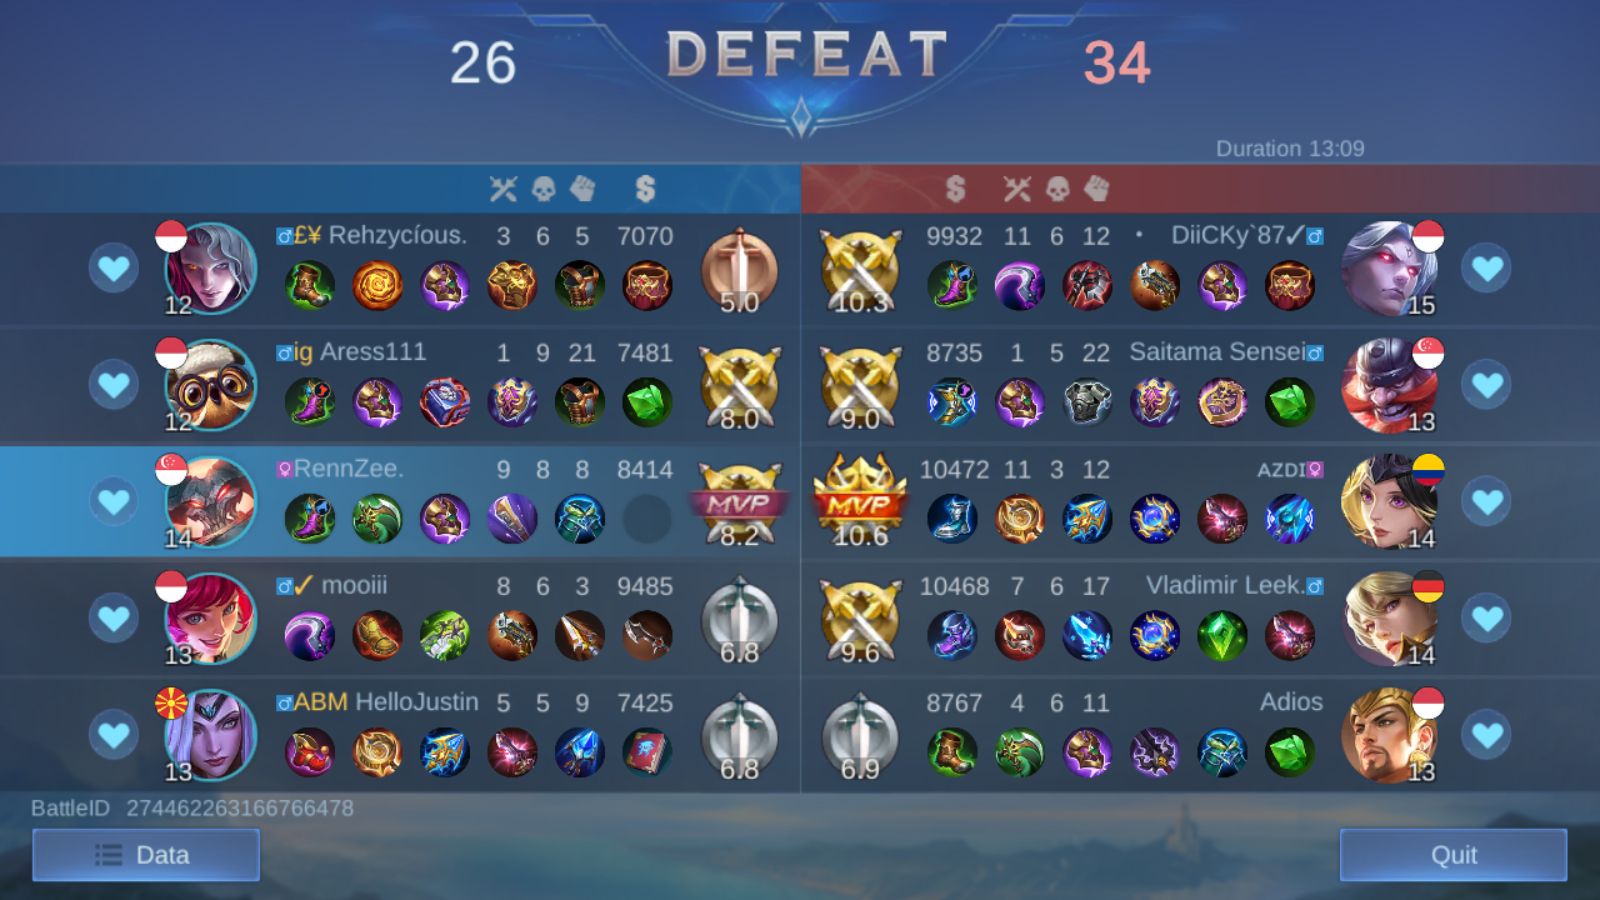 26 DEFEAT 34
Duration 13:09
£¥ Rehzycíous. 3 6 5 7070
12 5.0
9932 11 6 12 • DiiCKy`87✓
10.3 15
ig Aress111 1 9 21 7481
12 8.0
8735 1 5 22 Saitama Sensei
9.0 13
RennZee. 9 8 8 8414
MVP
14 8.2
10472 11 3 12 AZDI
MVP
10.6 14
✓ mooiii 8 6 3 9485
13 6.8
10468 7 6 17 Vladimir Leek.
9.6 14
ABM HelloJustin 5 5 9 7425
13 6.8
8767 4 6 11 Adios
6.9 13
BattleID 274462263166766478
Data
Quit